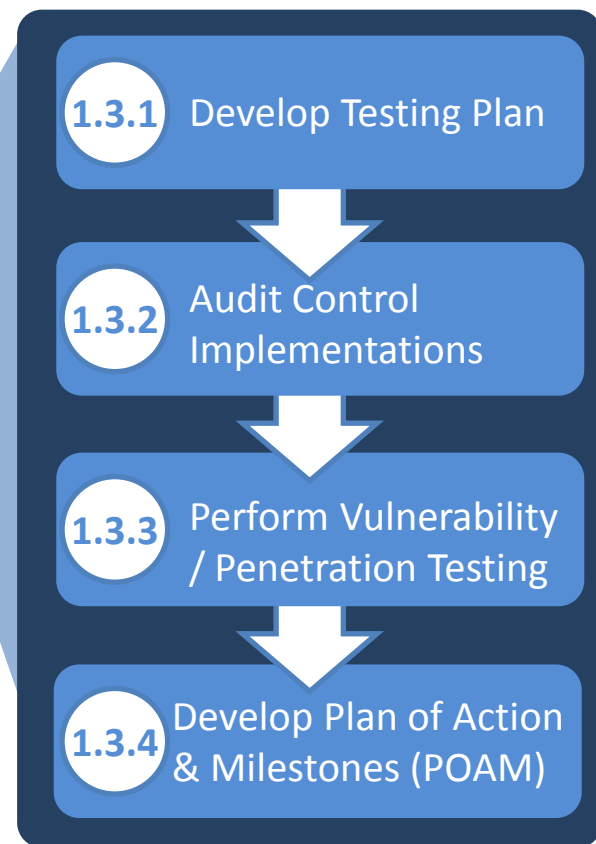 1.3.1 Develop Testing Plan
1.3.2 Audit Control
Implementations
1.3.3 Perform Vulnerability
/ Penetration Testing
1.3.4 Develop Plan of Action
& Milestones (POAM)